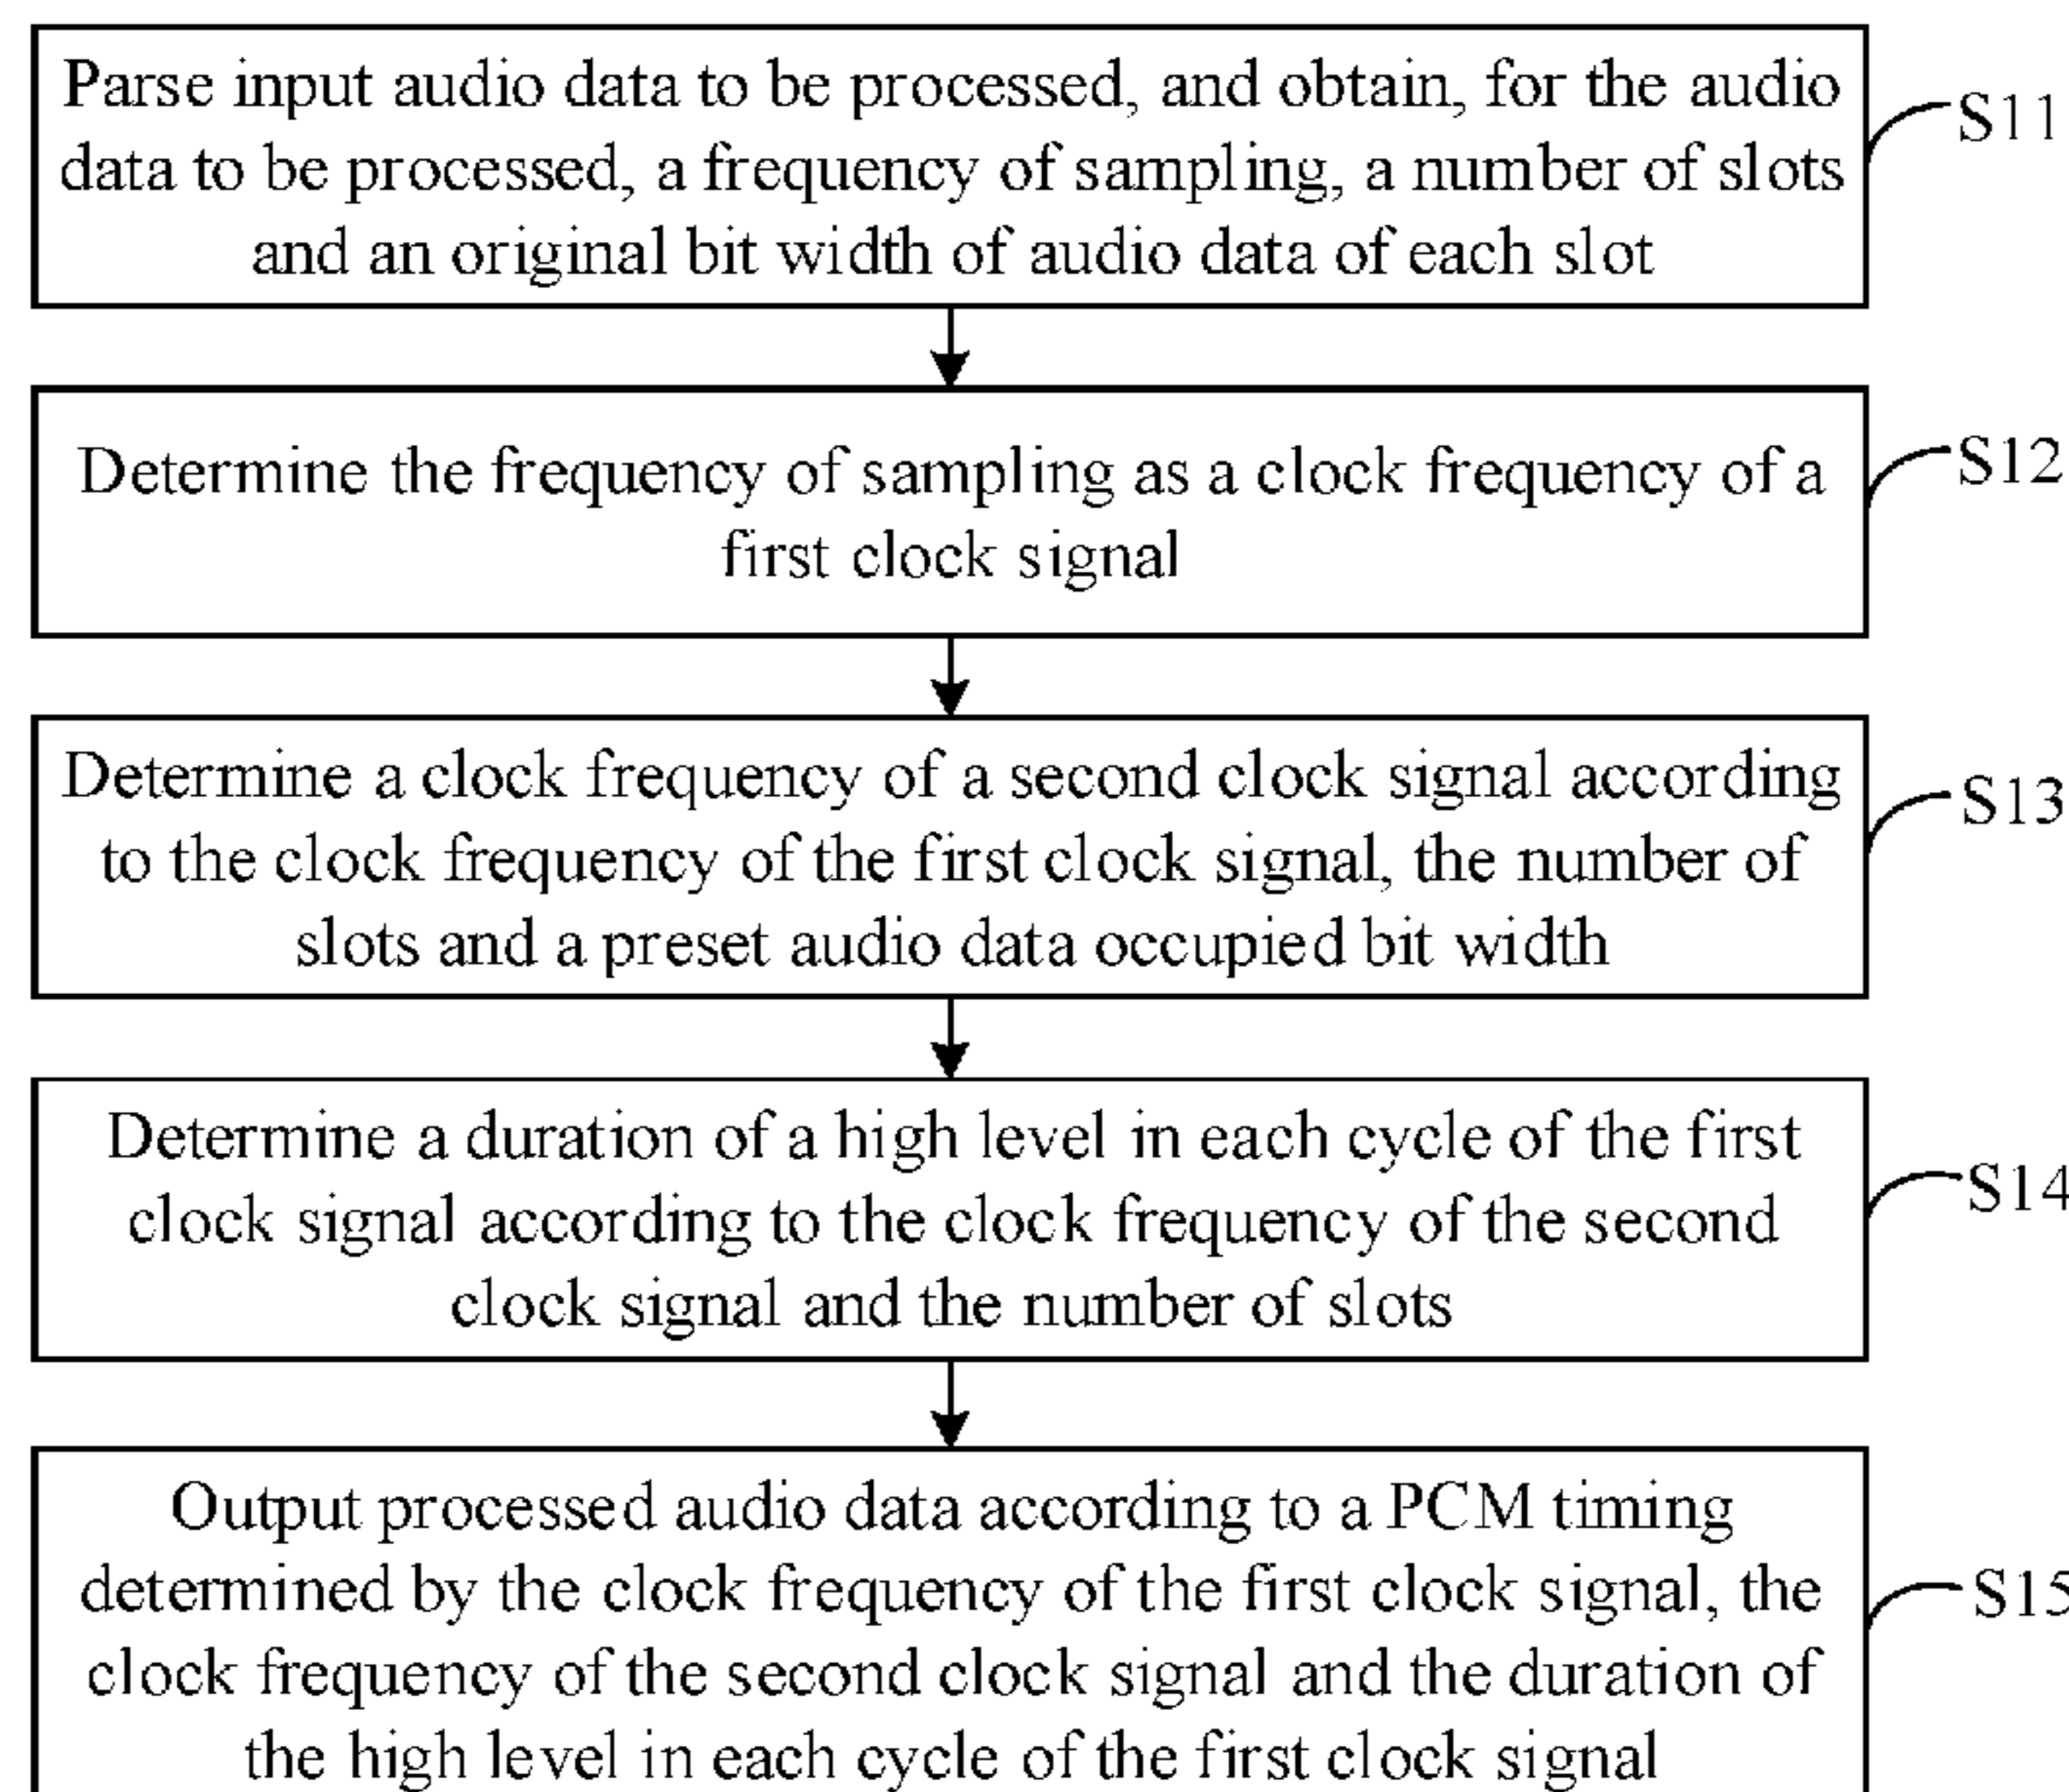 Parse input audio data to be processed, and obtain, for the audio
data to be processed, a frequency of sampling, a number of slots
and an original bit width of audio data of each slot
S11
Determine the frequency of sampling as a clock frequency of a
first clock signal
S12
Determine a clock frequency of a second clock signal according
to the clock frequency of the first clock signal, the number of
slots and a preset audio data occupied bit width
S13
Determine a duration of a high level in each cycle of the first
clock signal according to the clock frequency of the second
clock signal and the number of slots
S14
Output processed audio data according to a PCM timing
determined by the clock frequency of the first clock signal, the
clock frequency of the second clock signal and the duration of
the high level in each cycle of the first clock signal
S15